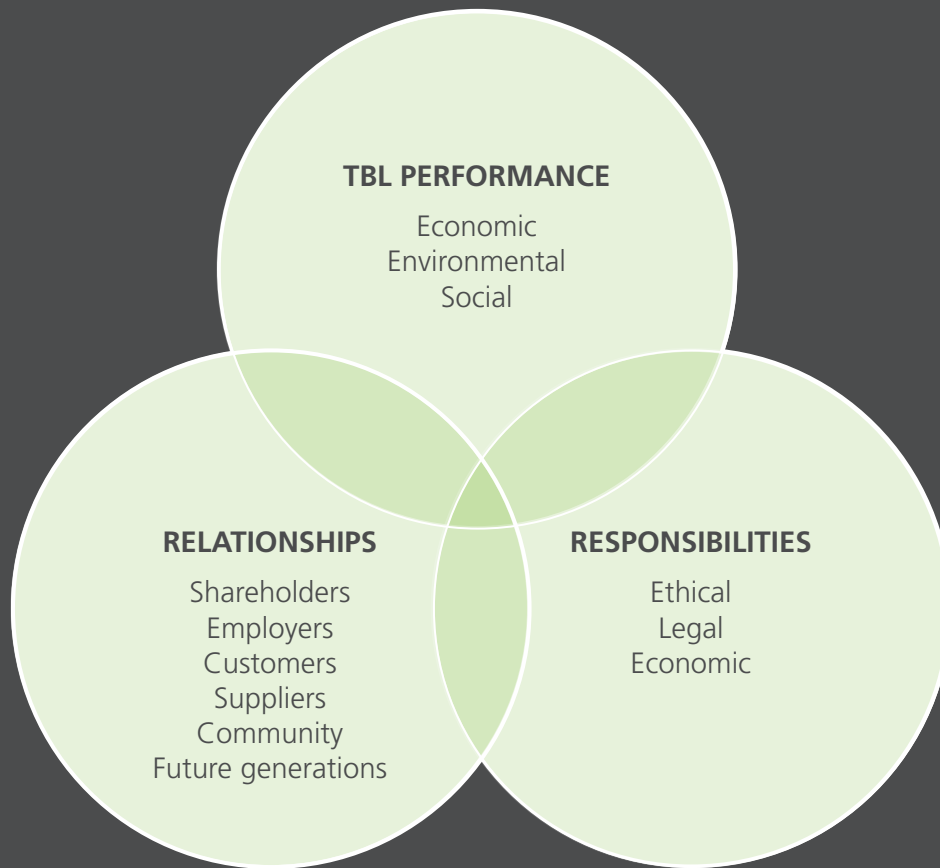 TBL PERFORMANCE
Economic
Environmental
Social
RELATIONSHIPS
Shareholders
Employers
Customers
Suppliers
Community
Future generations
RESPONSIBILITIES
Ethical
Legal
Economic